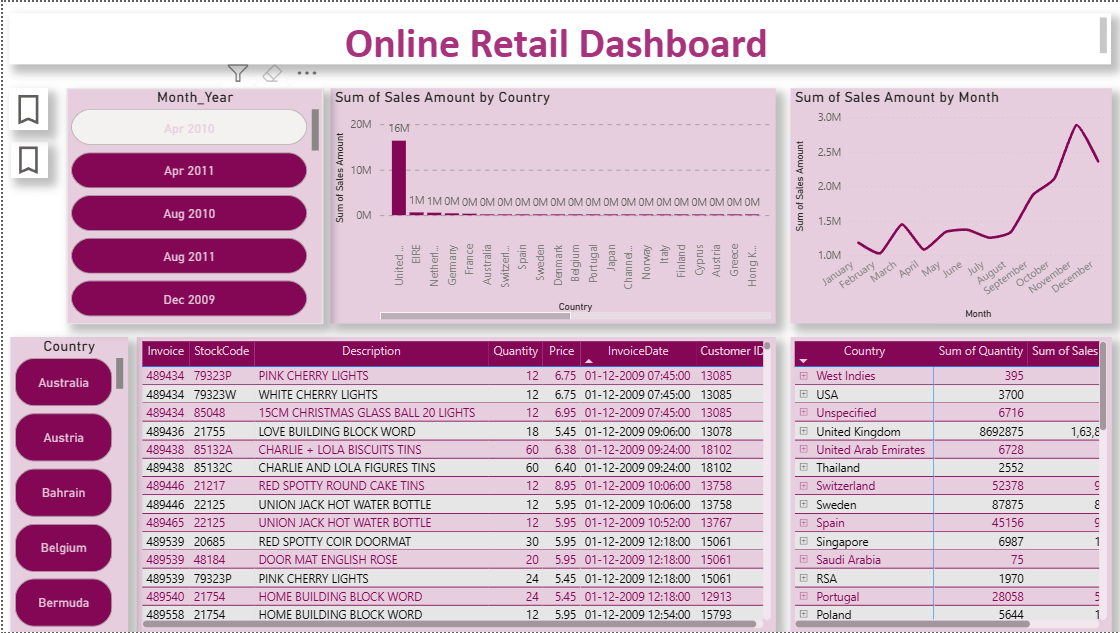 Online Retail Dashboard
Month_Year
Apr 2010
Apr 2011
Aug 2010
Aug 2011
Dec 2009
Sum of Sales Amount by Country
Sum of Sales Amount
20M
10M
0M
16M
1M 1M 0M 0M 0M 0M 0M 0M 0M 0M 0M 0M 0M 0M 0M 0M 0M 0M 0M 0M
United ...
EIRE
Netherl...
Germany
France
Australia
Switzerl...
Spain
Sweden
Denmark
Belgium
Portugal
Japan
Channel...
Norway
Italy
Finland
Cyprus
Austria
Greece
Hong K...
Country
Sum of Sales Amount by Month
Sum of Sales Amount
3.0M
2.5M
2.0M
1.5M
1.0M
January
February
March
April
May
June
July
August
September
October
November
December
Month
Country
Australia
Austria
Bahrain
Belgium
Bermuda
Invoice StockCode Description Quantity Price InvoiceDate Customer ID
489434 79323P PINK CHERRY LIGHTS 12 6.75 01-12-2009 07:45:00 13085
489434 79323W WHITE CHERRY LIGHTS 12 6.75 01-12-2009 07:45:00 13085
489434 85048 15CM CHRISTMAS GLASS BALL 20 LIGHTS 12 6.95 01-12-2009 07:45:00 13085
489436 21755 LOVE BUILDING BLOCK WORD 18 5.45 01-12-2009 09:06:00 13078
489438 85132A CHARLIE + LOLA BISCUITS TINS 60 6.38 01-12-2009 09:24:00 18102
489438 85132C CHARLIE AND LOLA FIGURES TINS 60 6.40 01-12-2009 09:24:00 18102
489446 21217 RED SPOTTY ROUND CAKE TINS 12 8.95 01-12-2009 10:06:00 13758
489446 22125 UNION JACK HOT WATER BOTTLE 12 5.95 01-12-2009 10:06:00 13758
489465 22125 UNION JACK HOT WATER BOTTLE 12 5.95 01-12-2009 10:52:00 13767
489539 20685 RED SPOTTY COIR DOORMAT 30 5.95 01-12-2009 12:18:00 15061
489539 48184 DOOR MAT ENGLISH ROSE 20 5.95 01-12-2009 12:18:00 15061
489539 79323P PINK CHERRY LIGHTS 24 5.45 01-12-2009 12:18:00 15061
489540 21754 HOME BUILDING BLOCK WORD 24 5.45 01-12-2009 12:18:00 12913
489558 21754 HOME BUILDING BLOCK WORD 12 5.95 01-12-2009 12:54:00 15793
Country Sum of Quantity Sum of Sales
West Indies 395
USA 3700
Unspecified 6716
United Kingdom 8692875 1,63,8
United Arab Emirates 6728
Thailand 2552
Switzerland 52378 9
Sweden 87875 8
Spain 45156 9
Singapore 6987 1
Saudi Arabia 75
RSA 1970
Portugal 28058 5
Poland 5644 1